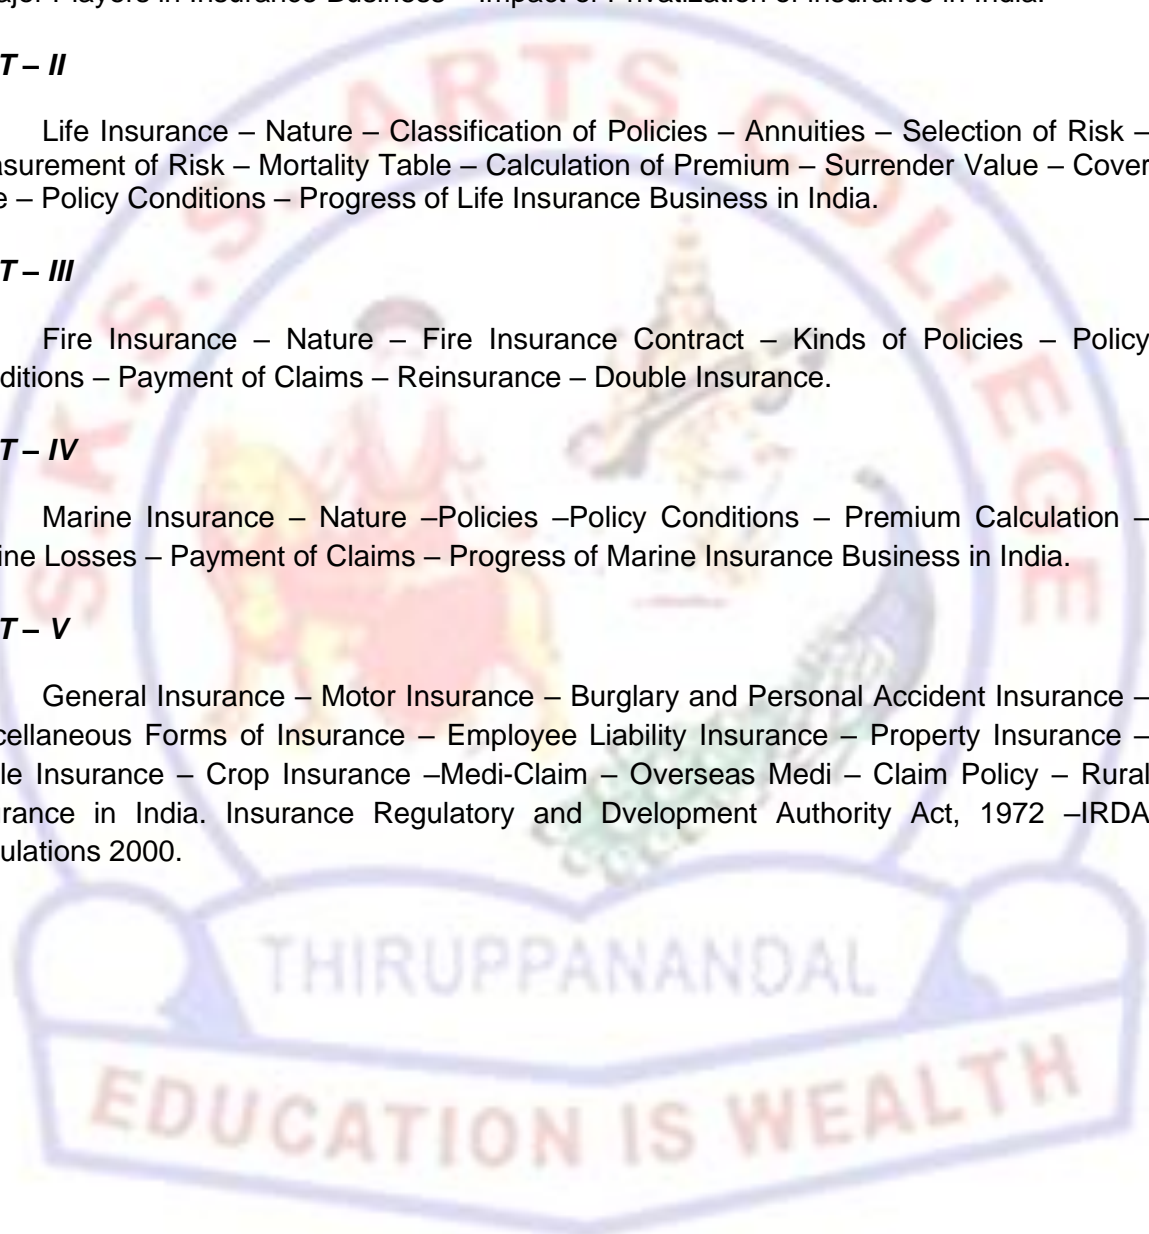 ajor Players in Insurance Business – Impact of Privatization of Insurance in India.
T – II
Life Insurance – Nature – Classification of Policies – Annuities – Selection of Risk –
asurement of Risk – Mortality Table – Calculation of Premium – Surrender Value – Cover
e – Policy Conditions – Progress of Life Insurance Business in India.
T – III
Fire Insurance – Nature – Fire Insurance Contract – Kinds of Policies – Policy
ditions – Payment of Claims – Reinsurance – Double Insurance.
T – IV
Marine Insurance – Nature –Policies –Policy Conditions – Premium Calculation –
ine Losses – Payment of Claims – Progress of Marine Insurance Business in India.
T – V
General Insurance – Motor Insurance – Burglary and Personal Accident Insurance –
cellaneous Forms of Insurance – Employee Liability Insurance – Property Insurance –
le Insurance – Crop Insurance –Medi-Claim – Overseas Medi – Claim Policy – Rural
urance in India. Insurance Regulatory and Dvelopment Authority Act, 1972 –IRDA
ulations 2000.
S.K.S.S. ARTS COLLEGE
THIRUPPANANDAL
EDUCATION IS WEALTH